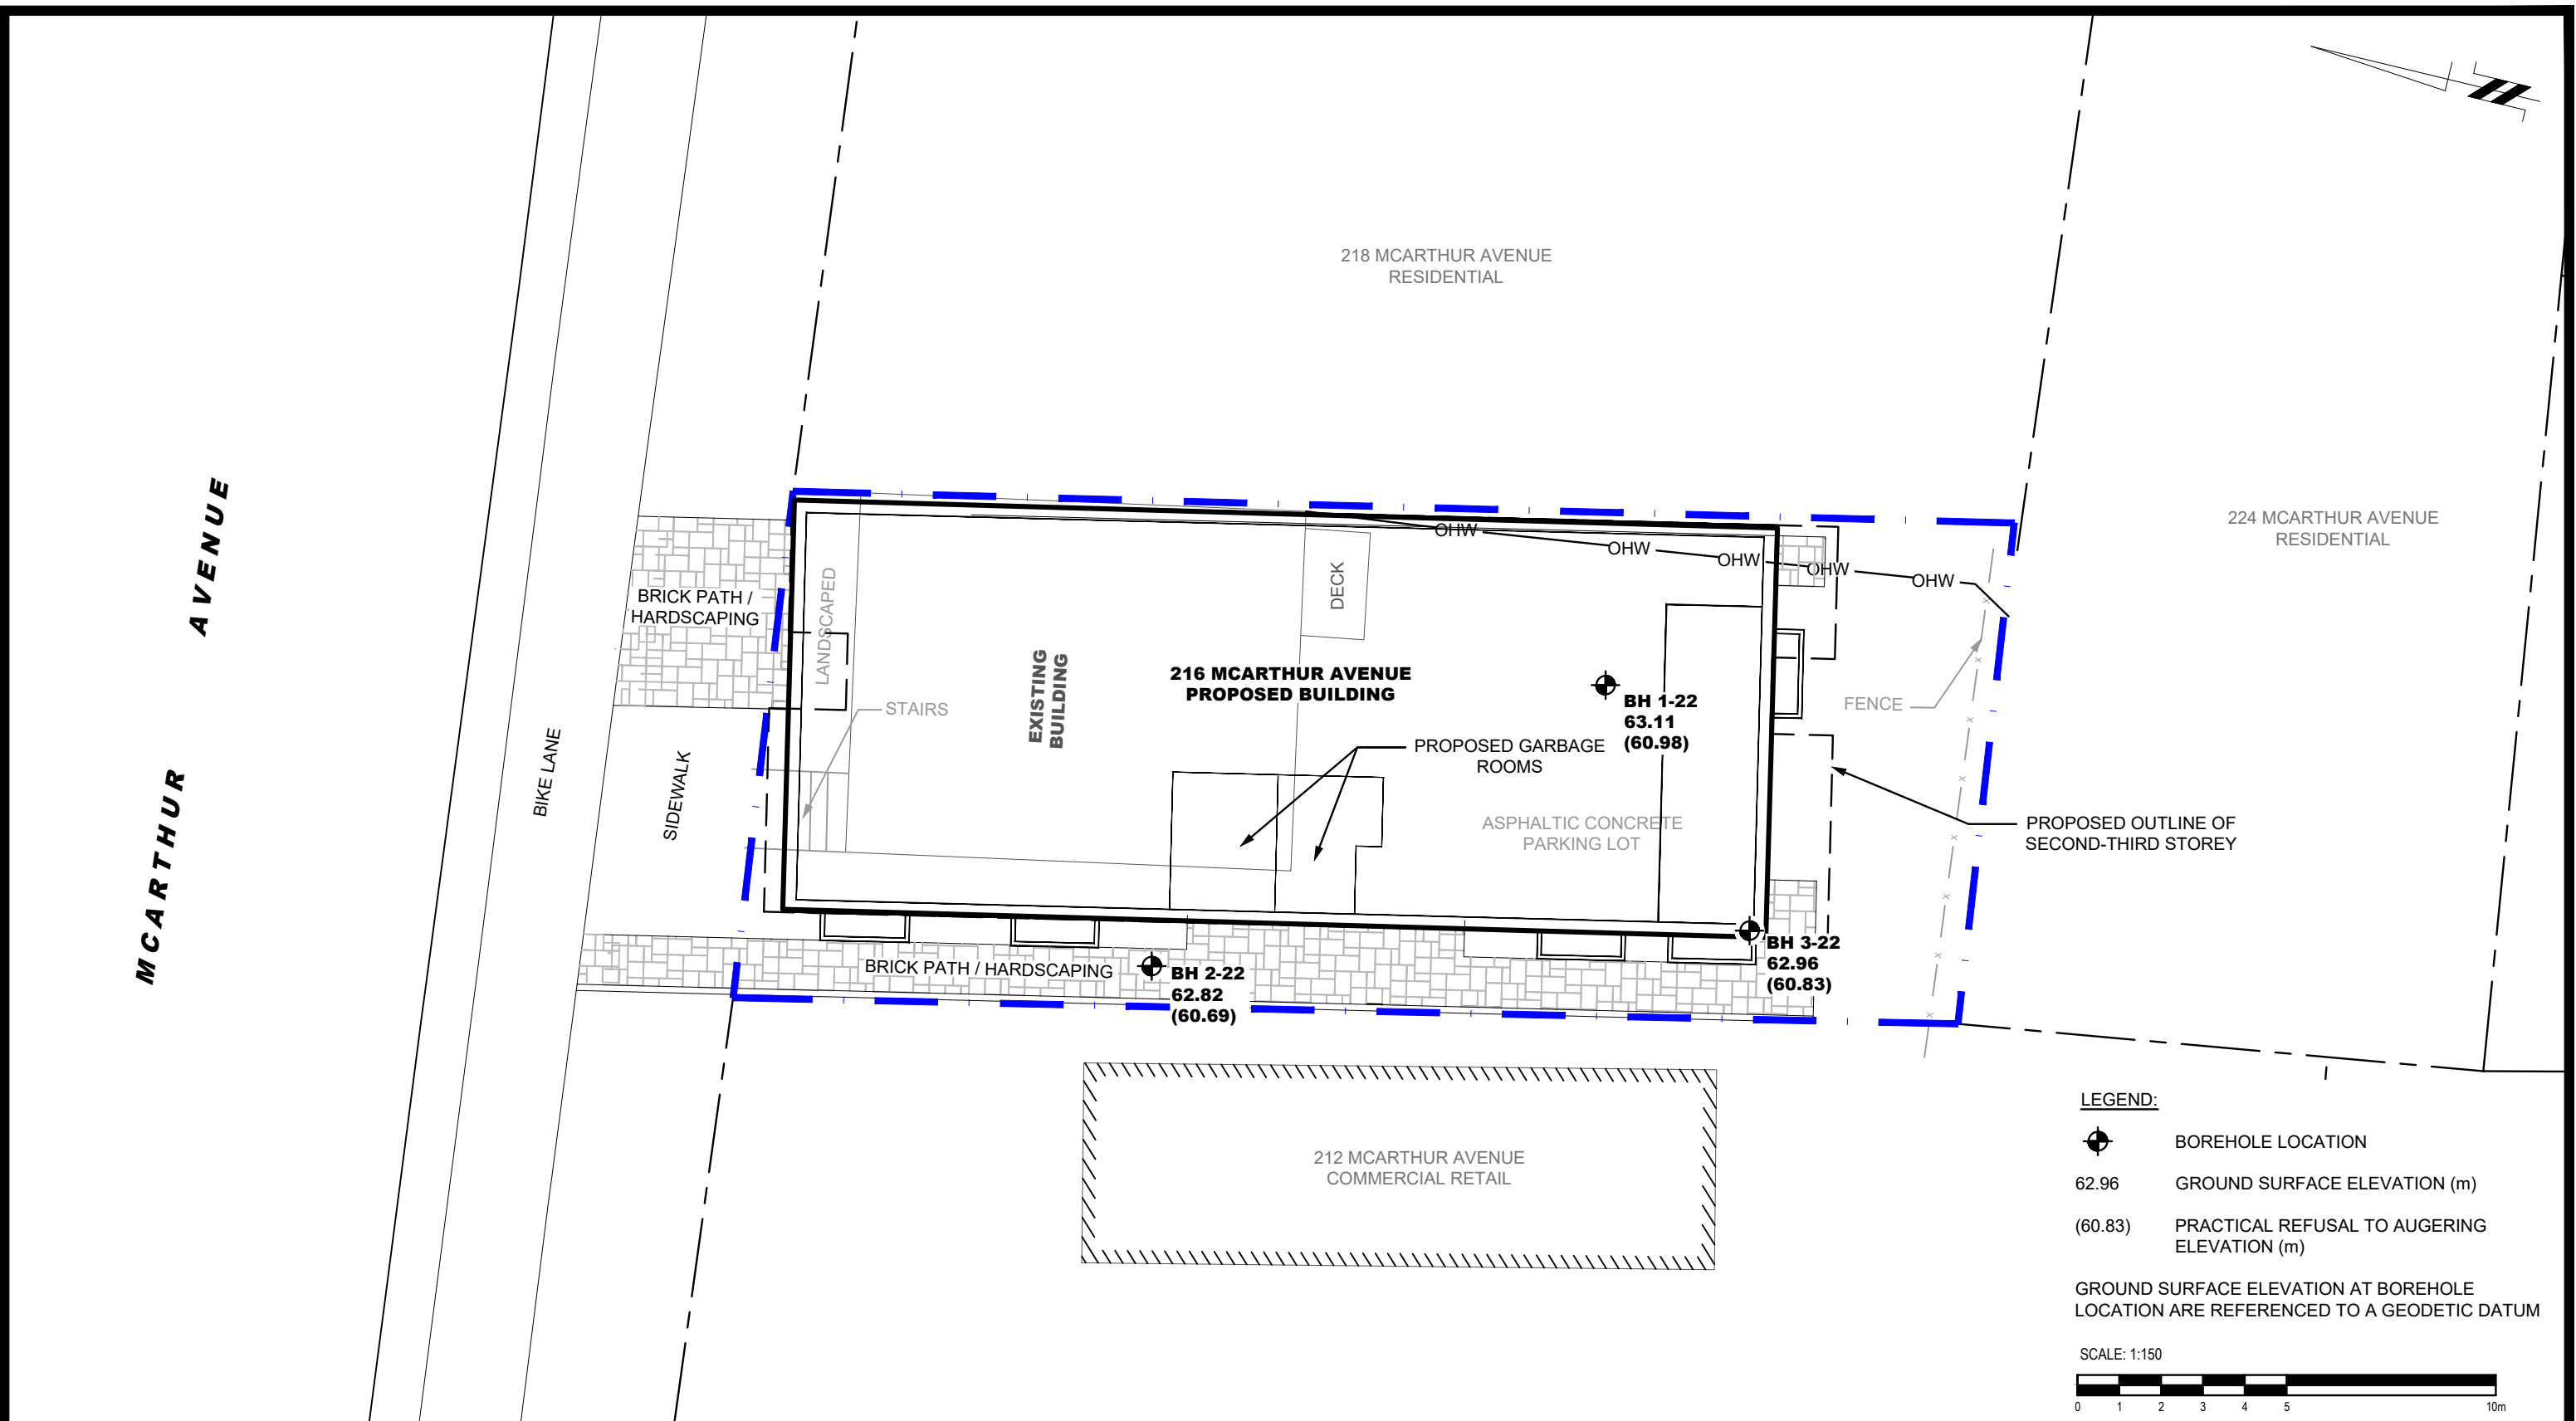 218 MCARTHUR AVENUE
RESIDENTIAL
224 MCARTHUR AVENUE
RESIDENTIAL
MCARTHUR AVENUE
BIKE LANE
SIDEWALK
BRICK PATH /
HARDSCAPING
LANDSCAPED
STAIRS
EXISTING
BUILDING
DECK
OHW
OHW
OHW
OHW
OHW
216 MCARTHUR AVENUE
PROPOSED BUILDING
BH 1-22
63.11
(60.98)
PROPOSED GARBAGE
ROOMS
ASPHALTIC CONCRETE
PARKING LOT
FENCE
x
x
x
x
x
x
x
x
PROPOSED OUTLINE OF
SECOND-THIRD STOREY
BRICK PATH / HARDSCAPING
BH 2-22
62.82
(60.69)
BH 3-22
62.96
(60.83)
212 MCARTHUR AVENUE
COMMERCIAL RETAIL
LEGEND:
BOREHOLE LOCATION
62.96 GROUND SURFACE ELEVATION (m)
(60.83) PRACTICAL REFUSAL TO AUGERING
ELEVATION (m)
GROUND SURFACE ELEVATION AT BOREHOLE
LOCATION ARE REFERENCED TO A GEODETIC DATUM
SCALE: 1:150
0 1 2 3 4 5 10m